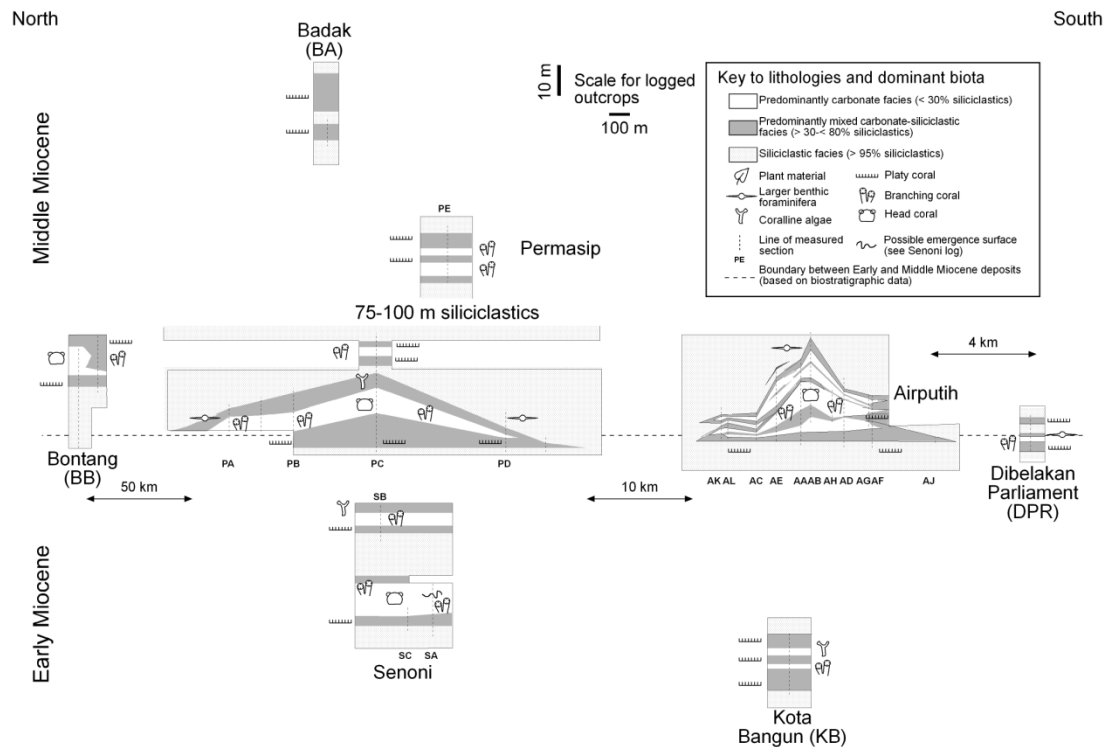 North
South
Badak
(BA)
10 m
Scale for logged
outcrops
100 m
Key to lithologies and dominant biota
Predominantly carbonate facies (< 30% siliciclastics)
Predominantly mixed carbonate-siliciclastic
facies (> 30-< 80% siliciclastics)
Siliciclastic facies (> 95% siliciclastics)
Plant material
Platy coral
Larger benthic
foraminifera
Branching coral
Coralline algae
Head coral
Line of measured
section
Possible emergence surface
(see Senoni log)
PE
Boundary between Early and Middle Miocene deposits
(based on biostratigraphic data)
Middle Miocene
PE
Permasip
75-100 m siliciclastics
4 km
Airputih
Bontang
(BB)
PA
PB
PC
PD
AK
AL
AC
AE
AAAB
AH
AD
AGAF
AJ
Dibelakan
Parliament
(DPR)
50 km
10 km
Early Miocene
SB
SC
SA
Senoni
Kota
Bangun (KB)